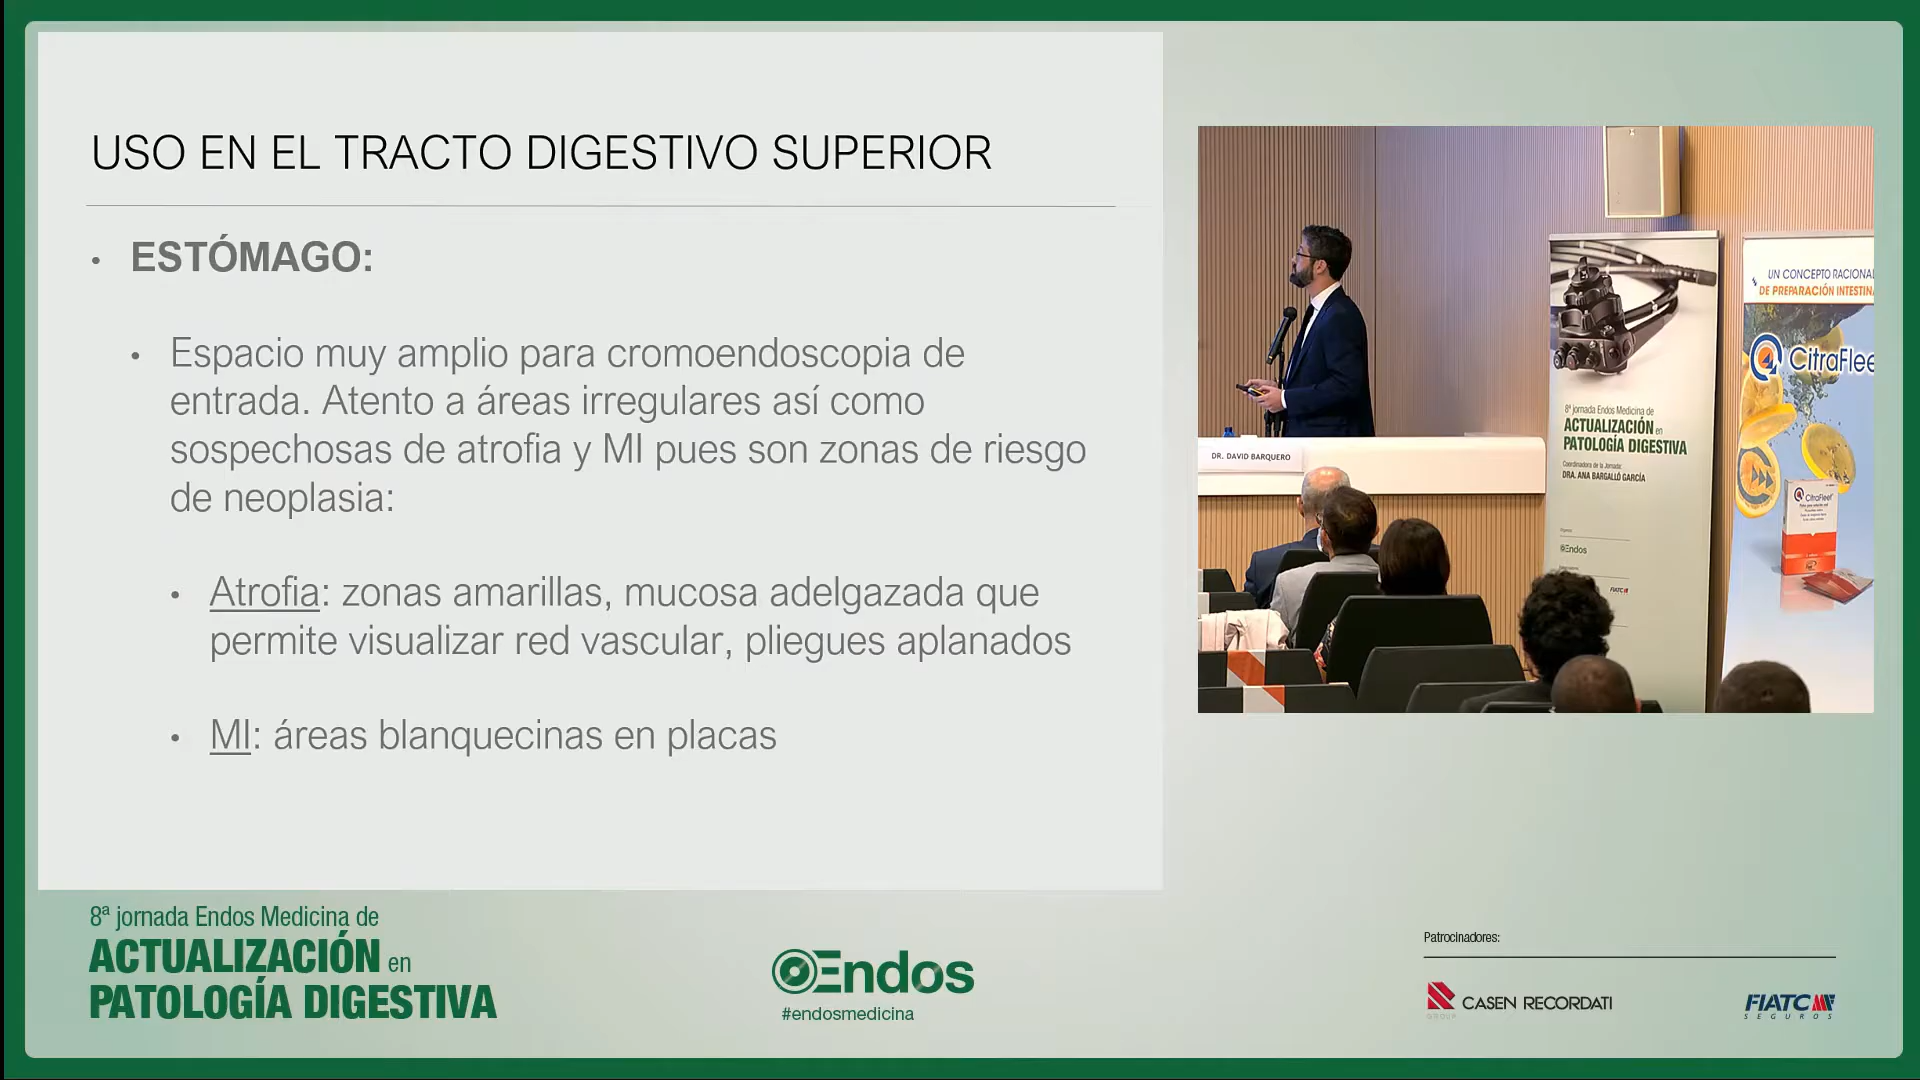 USO EN EL TRACTO DIGESTIVO SUPERIOR
• ESTÓMAGO:
• Espacio muy amplio para cromoendoscopia de
entrada. Atento a áreas irregulares así como
sospechosas de atrofia y MI pues son zonas de riesgo
de neoplasia:
• Atrofia: zonas amarillas, mucosa adelgazada que
permite visualizar red vascular, pliegues aplanados
• MI: áreas blanquecinas en placas
DR. DAVID BARQUERO
8ª jornada Endos Medicina de
ACTUALIZACIÓN en
PATOLOGÍA DIGESTIVA
Coordinadora de la Jornada:
DRA. ANA BARGALLÓ GARCÍA
Endos
FIATC
UN CONCEPTO
DE PREPARACIÓN
CitraFleet
8ª jornada Endos Medicina de
ACTUALIZACIÓN en
PATOLOGÍA DIGESTIVA
Endos
#endosmedicina
Patrocinadores:
CASEN RECORDATI
GROUP
FIATC
SEGUROS